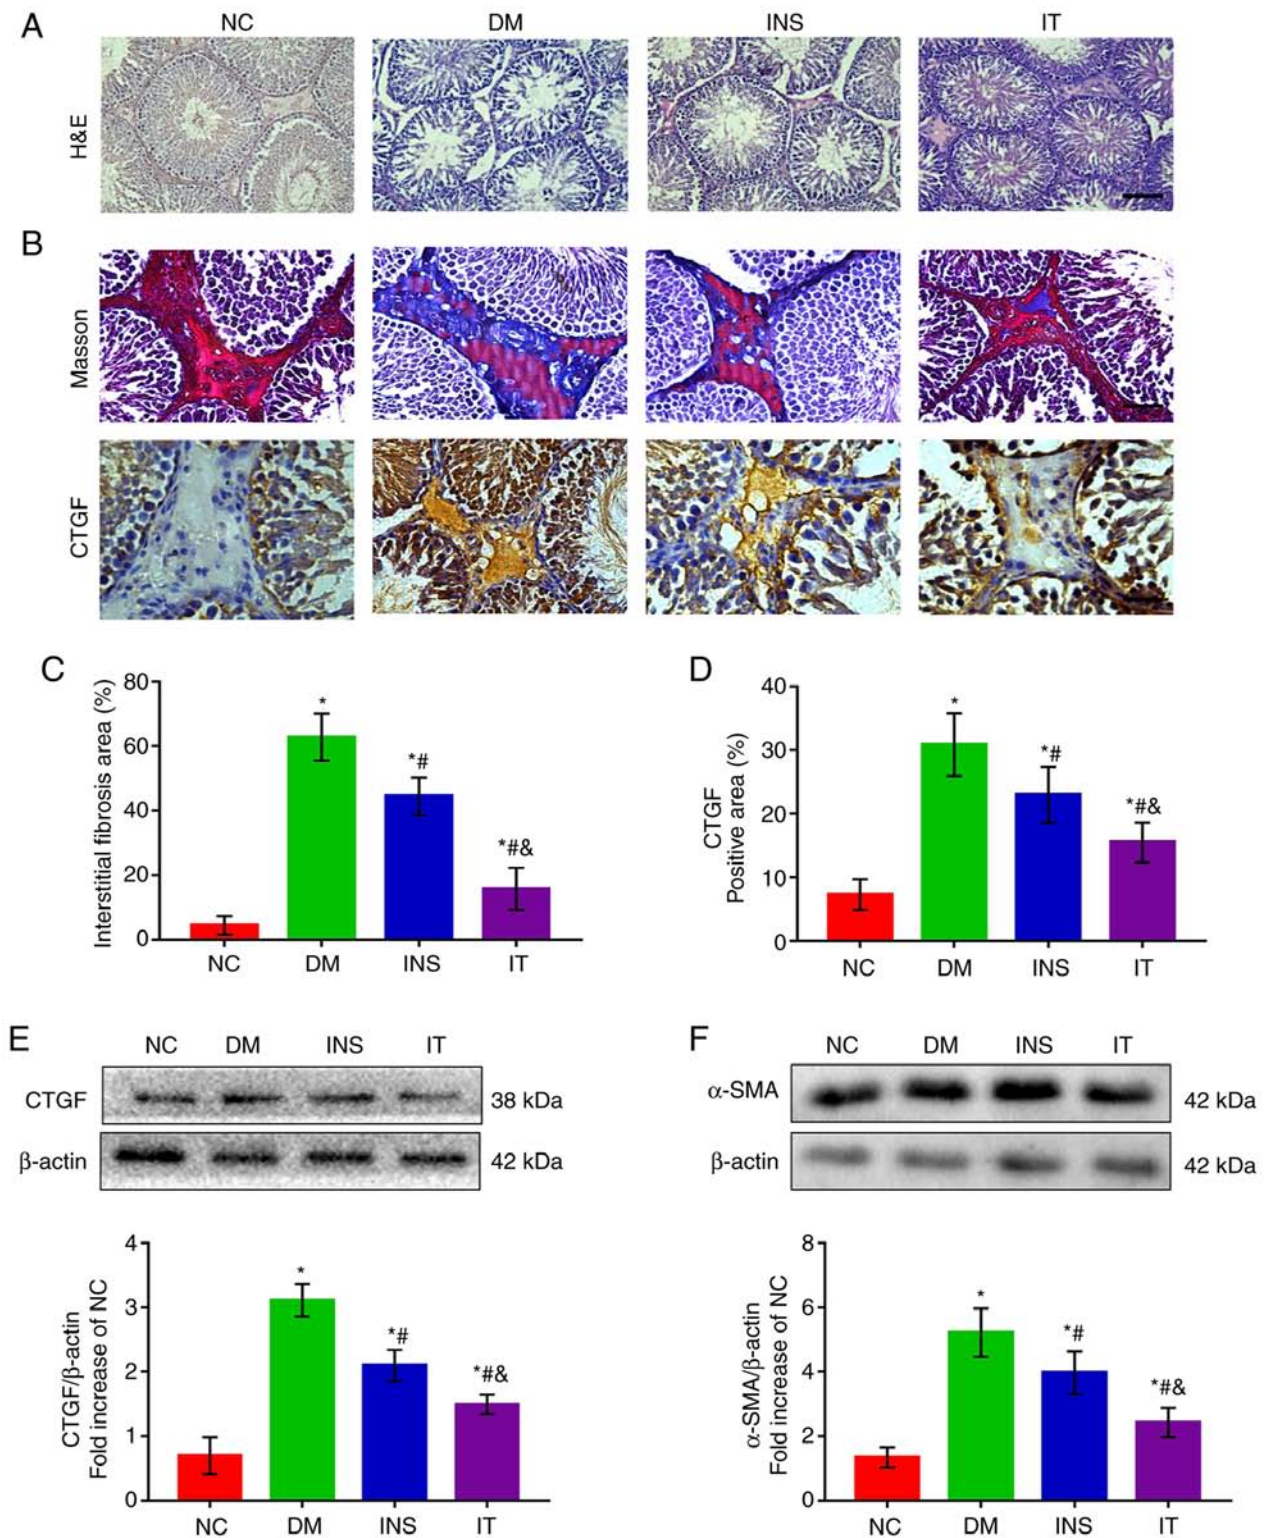 A
NC DM INS IT
H&E
B
Masson
CTGF
C
Interstitial fibrosis area (%)
80
60
40
20
0
*
*#
*#&
NC DM INS IT
D
CTGF
Positive area (%)
40
30
20
10
0
*
*#
*#&
NC DM INS IT
E
NC DM INS IT
CTGF 38 kDa
β-actin 42 kDa
CTGF/β-actin
Fold increase of NC
4
3
2
1
0
*
*#
*#&
NC DM INS IT
F
NC DM INS IT
α-SMA 42 kDa
β-actin 42 kDa
α-SMA/β-actin
Fold increase of NC
8
6
4
2
0
*
*#
*#&
NC DM INS IT